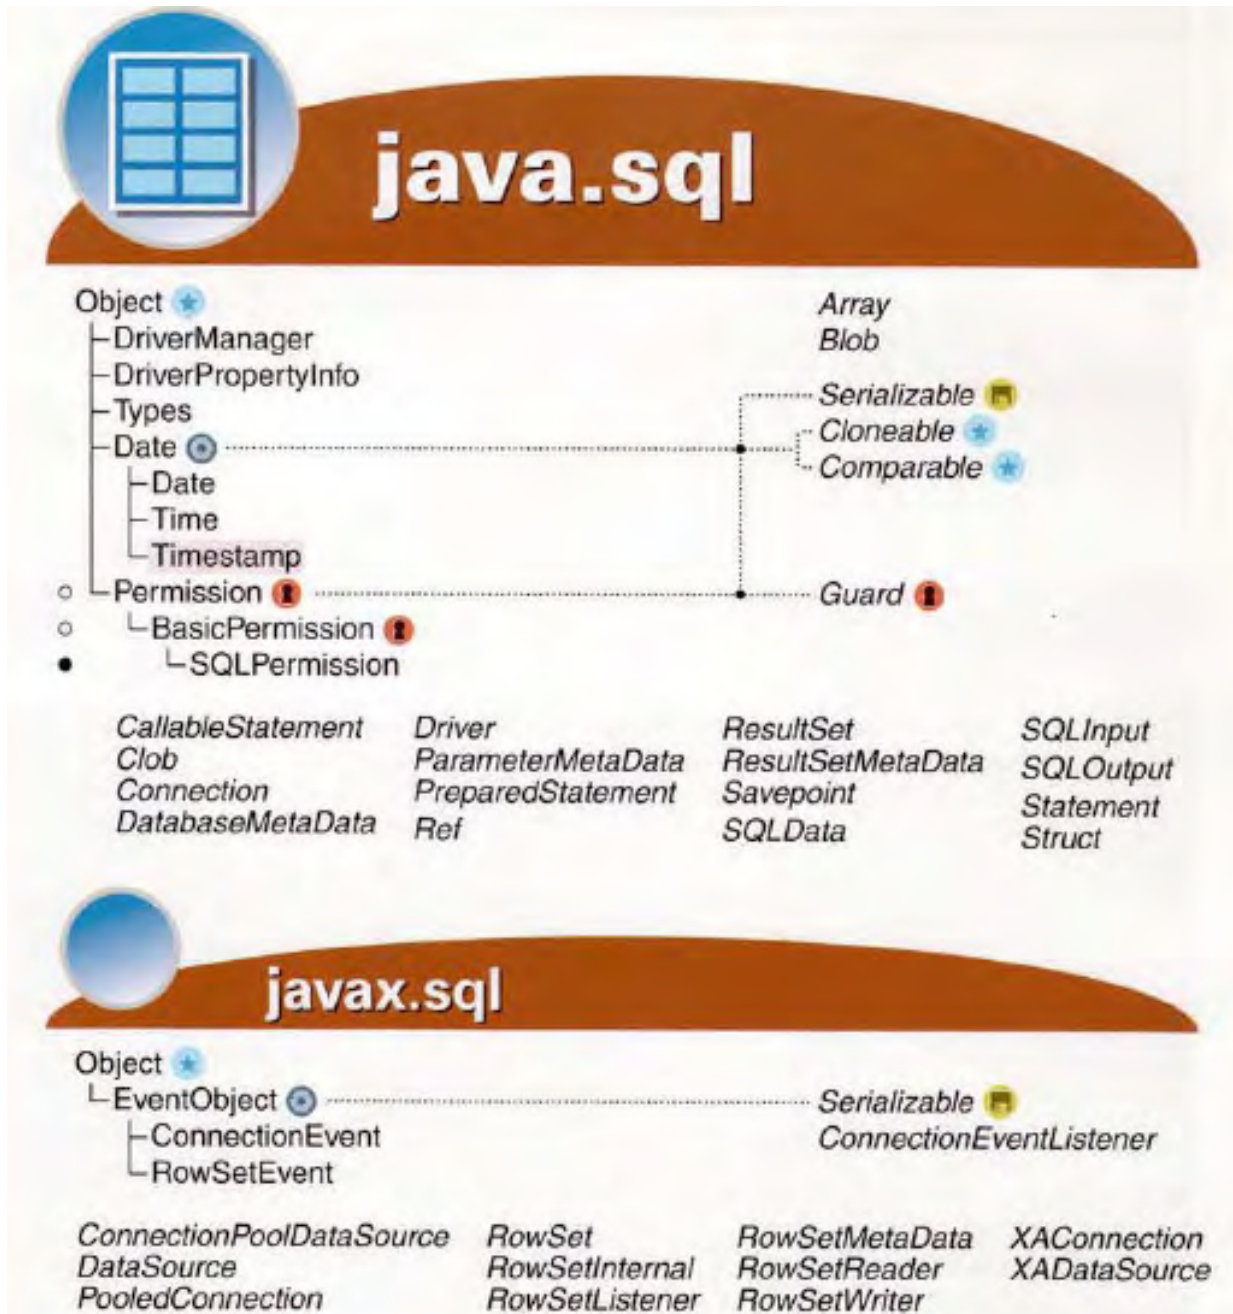 java.sql
Object
Array
DriverManager
Blob
DriverPropertyInfo
Serializable
Types
Cloneable
Date
Comparable
Date
Time
Timestamp
Permission
Guard
BasicPermission
SQLPermission
CallableStatement Driver ResultSet SQLInput
Clob ParameterMetaData ResultSetMetaData SQLOutput
Connection PreparedStatement Savepoint Statement
DatabaseMetaData Ref SQLData Struct
javax.sql
Object
EventObject Serializable
ConnectionEvent ConnectionEventListener
RowSetEvent
ConnectionPoolDataSource RowSet RowSetMetaData XAConnection
DataSource RowSetInternal RowSetReader XADataSource
PooledConnection RowSetListener RowSetWriter